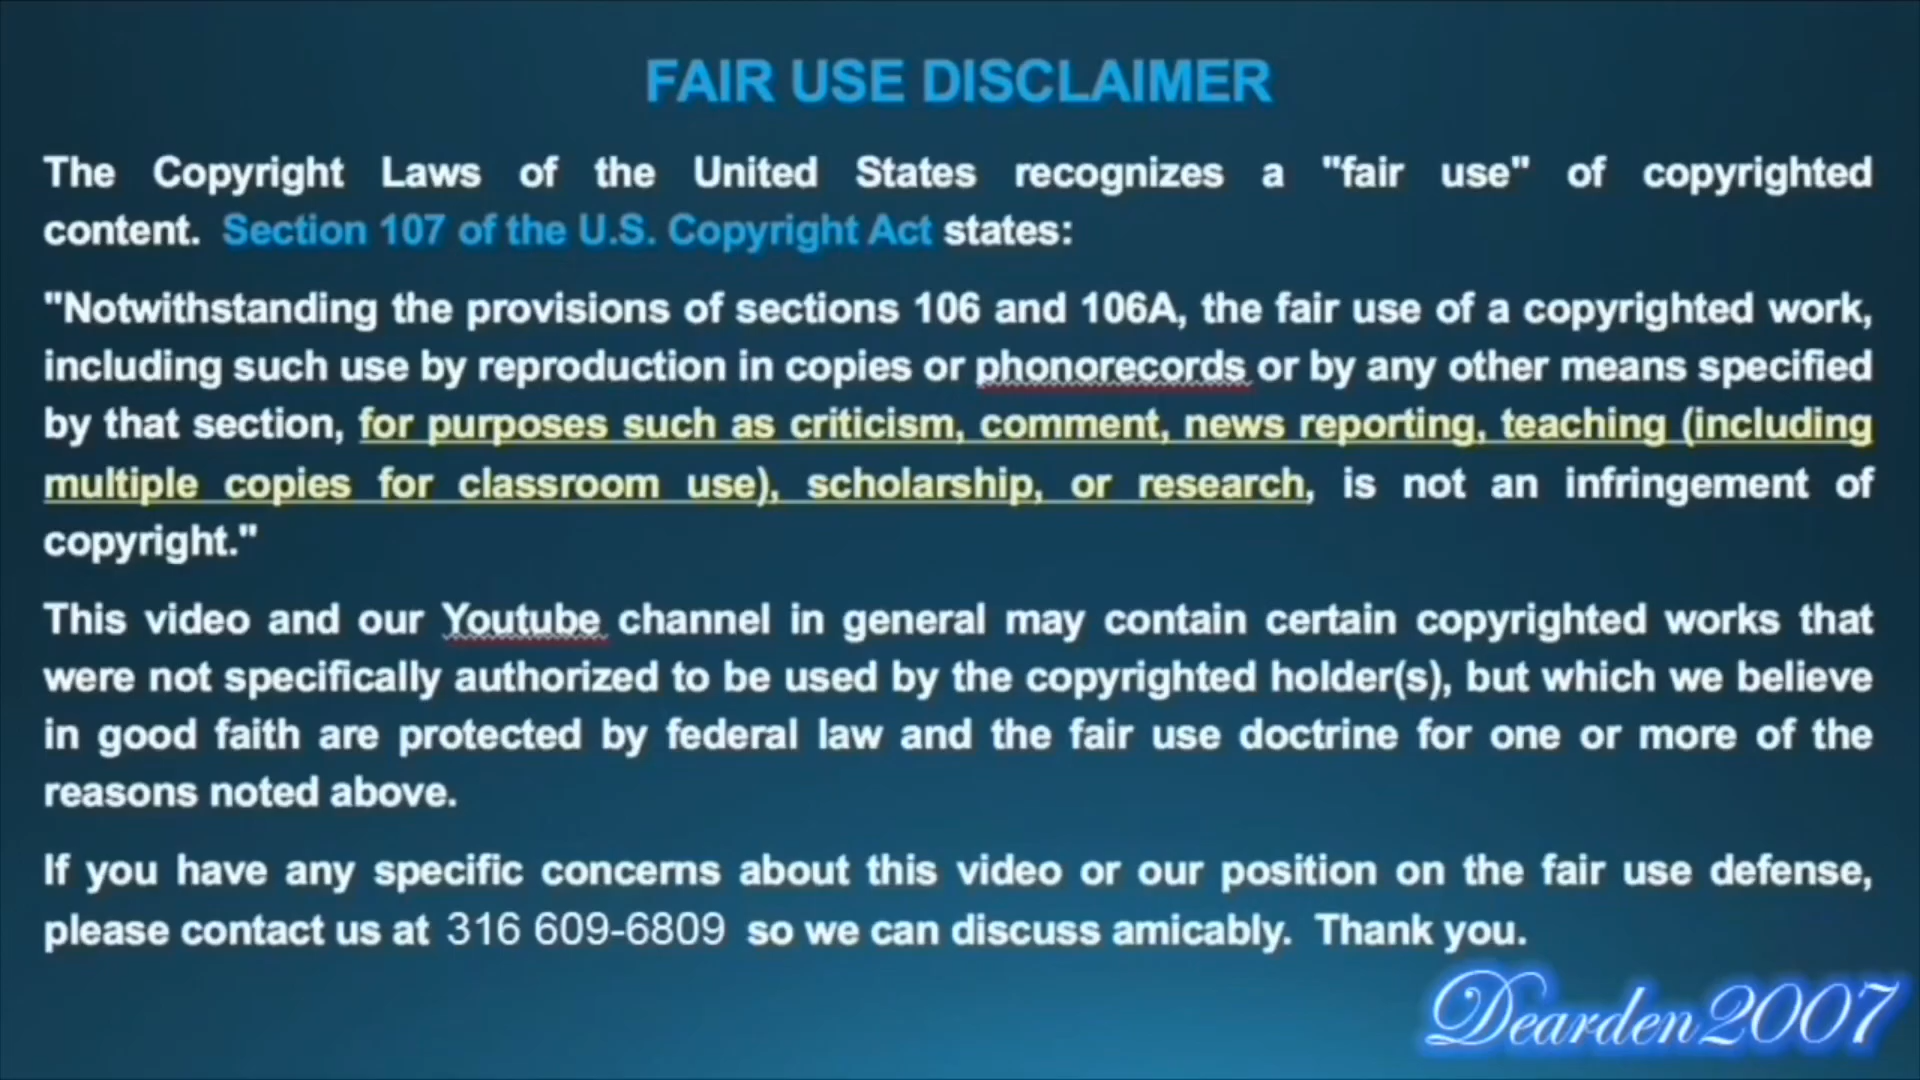 FAIR USE DISCLAIMER
The Copyright Laws of the United States recognizes a "fair use" of copyrighted
content. Section 107 of the U.S. Copyright Act states:
"Notwithstanding the provisions of sections 106 and 106A, the fair use of a copyrighted work,
including such use by reproduction in copies or phonorecords or by any other means specified
by that section, for purposes such as criticism, comment, news reporting, teaching (including
multiple copies for classroom use), scholarship, or research, is not an infringement of
copyright."
This video and our Youtube channel in general may contain certain copyrighted works that
were not specifically authorized to be used by the copyrighted holder(s), but which we believe
in good faith are protected by federal law and the fair use doctrine for one or more of the
reasons noted above.
If you have any specific concerns about this video or our position on the fair use defense,
please contact us at 316 609-6809 so we can discuss amicably. Thank you.
Dearden2007